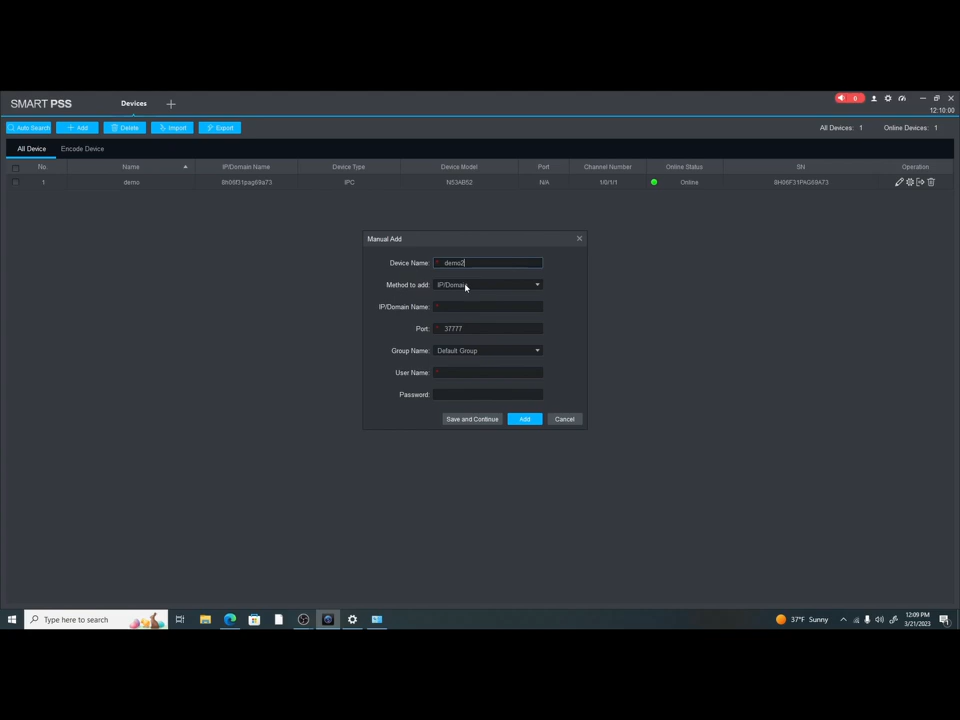 SMART PSS
Devices
0
12:10:00
Auto Search
Add
Delete
Import
Export
All Devices: 1
Online Devices: 1
All Device
Encode Device
No.
Name
IP/Domain Name
Device Type
Device Model
Port
Channel Number
Online Status
SN
Operation
1
demo
8h06f31pag59a73
IPC
N53AB52
N/A
1/0/1/1
Online
8H06F31PAG59A73
Manual Add
Device Name: * demo2
Method to add: IP/Domain
IP/Domain Name: *
Port: * 37777
Group Name: Default Group
User Name: *
Password:
Save and Continue
Add
Cancel
Type here to search
37°F Sunny
12:09 PM
3/21/2023